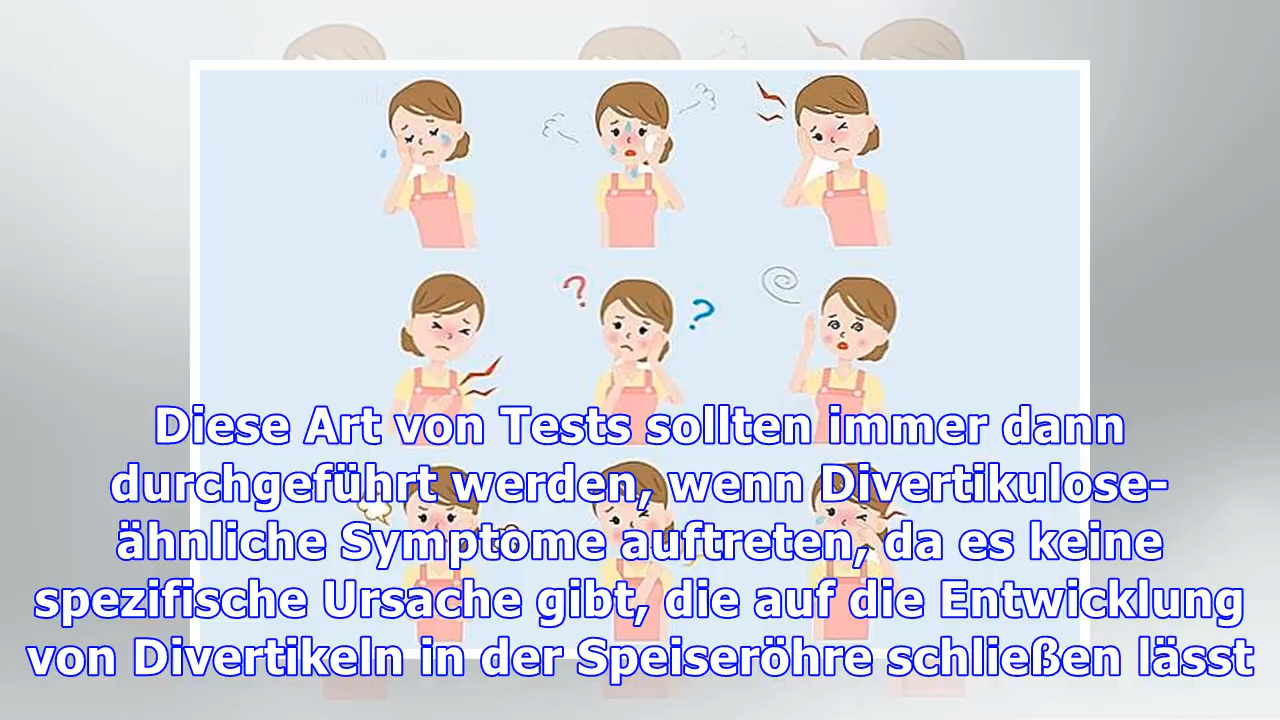 ? ?
Diese Art von Tests sollten immer dann
durchgeführt werden, wenn Divertikulose-
ähnliche Symptome auftreten, da es keine
spezifische Ursache gibt, die auf die Entwicklung
von Divertikeln in der Speiseröhre schließen lässt